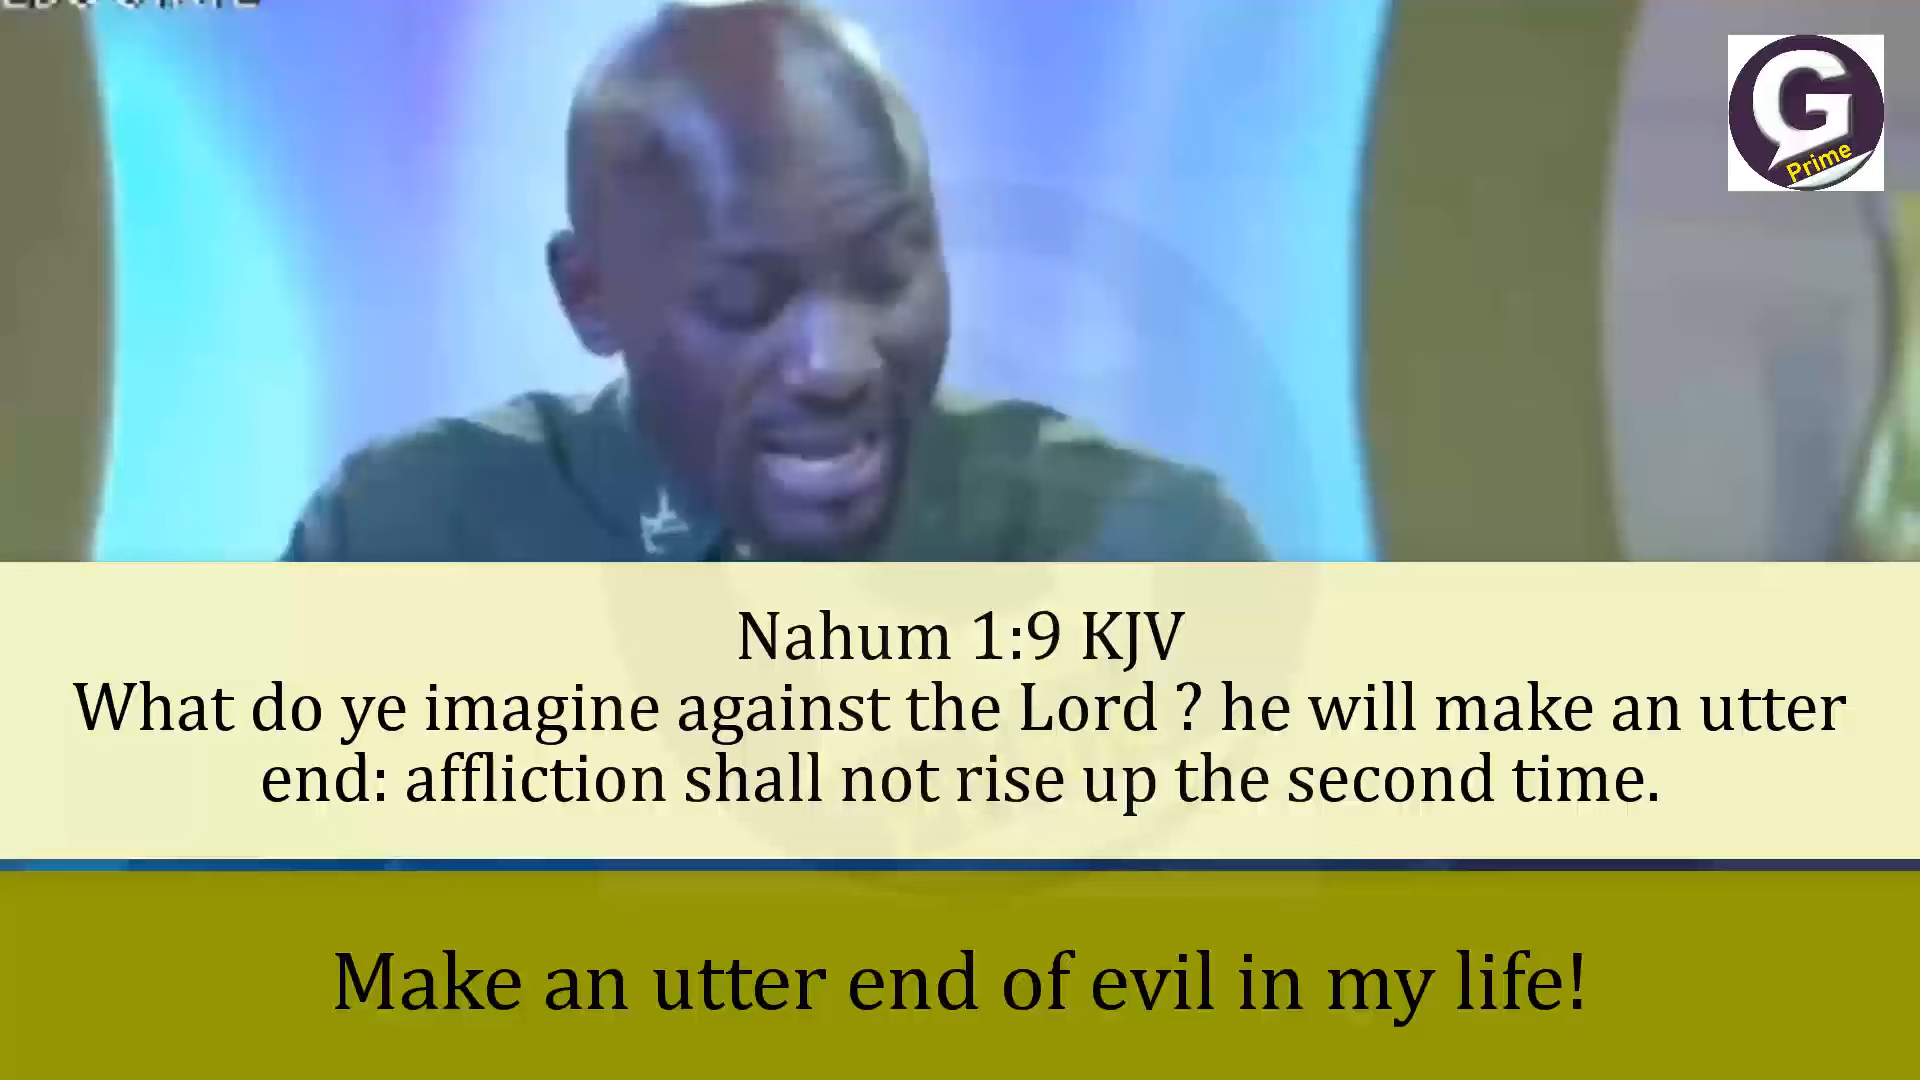 G
Prime
Nahum 1:9 KJV
What do ye imagine against the Lord ? he will make an utter
end: affliction shall not rise up the second time.
Make an utter end of evil in my life!